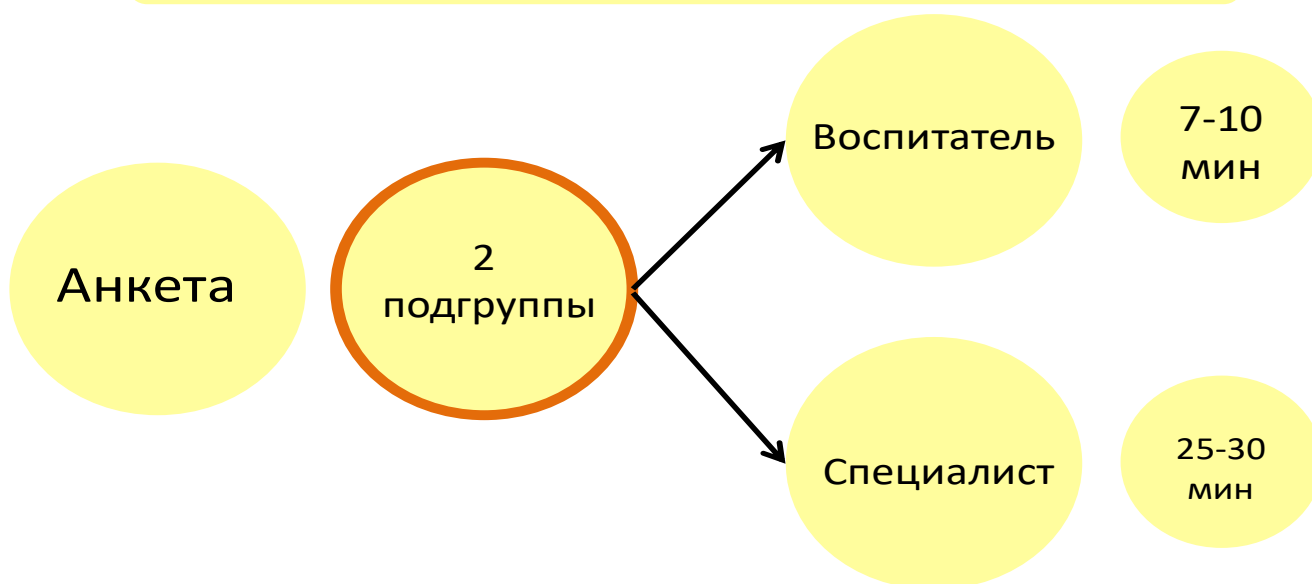 Анкета
2
подгруппы
Воспитатель
7-10
мин
Специалист
25-30
мин